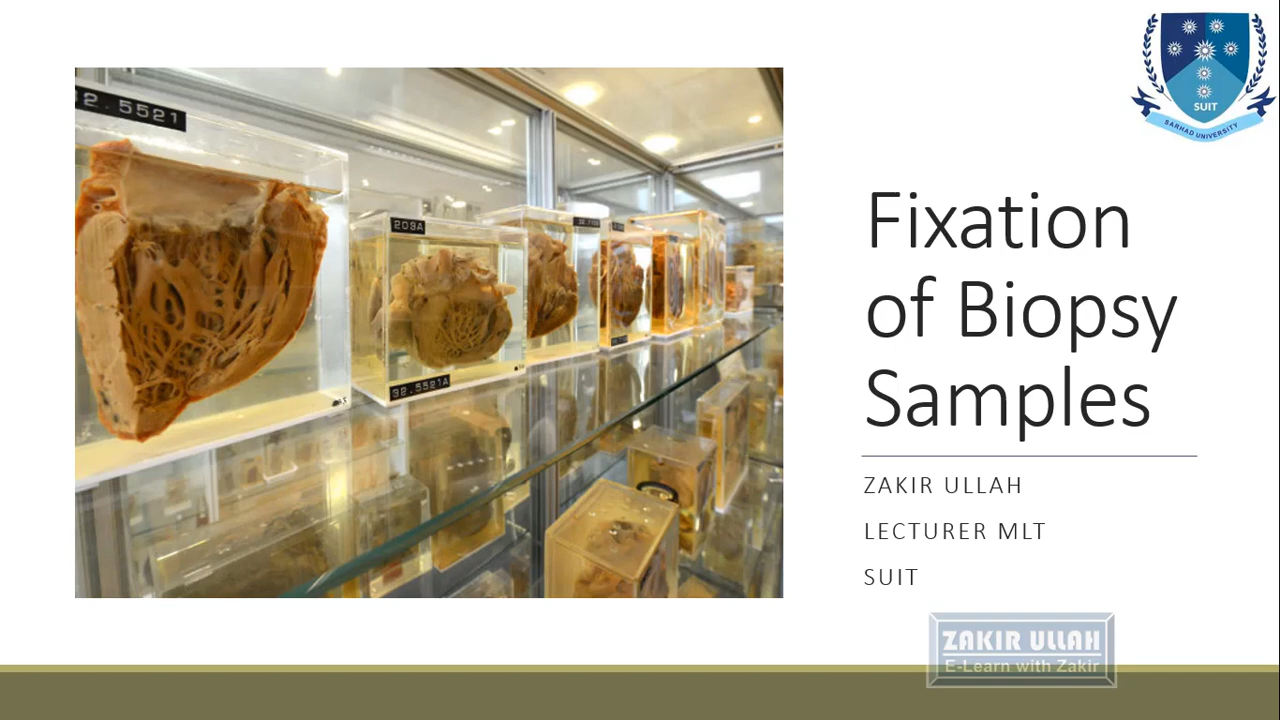 SUIT
SARHAD UNIVERSITY
32.5521
209A
32.5521A
Fixation
of Biopsy
Samples
ZAKIR ULLAH
LECTURER MLT
SUIT
ZAKIR ULLAH
E-Learn with Zakir